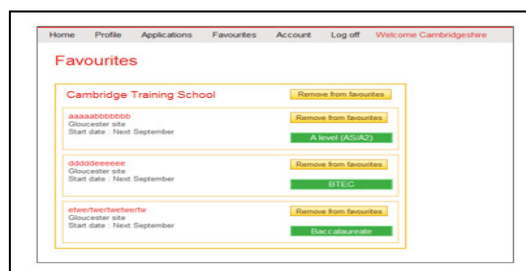 Home Profile Applications Favourites Account Log off Welcome Cambridgeshire
Favourites
Cambridge Training School Remove from favourites
aaaaabbbbbbb Remove from favourites
Gloucester site
Start date : Next September A level (AS/A2)
dddddeeeeee Remove from favourites
Gloucester site
Start date : Next September BTEC
etwertwertwetwertw Remove from favourites
Gloucester site
Start date : Next September Baccalaureate